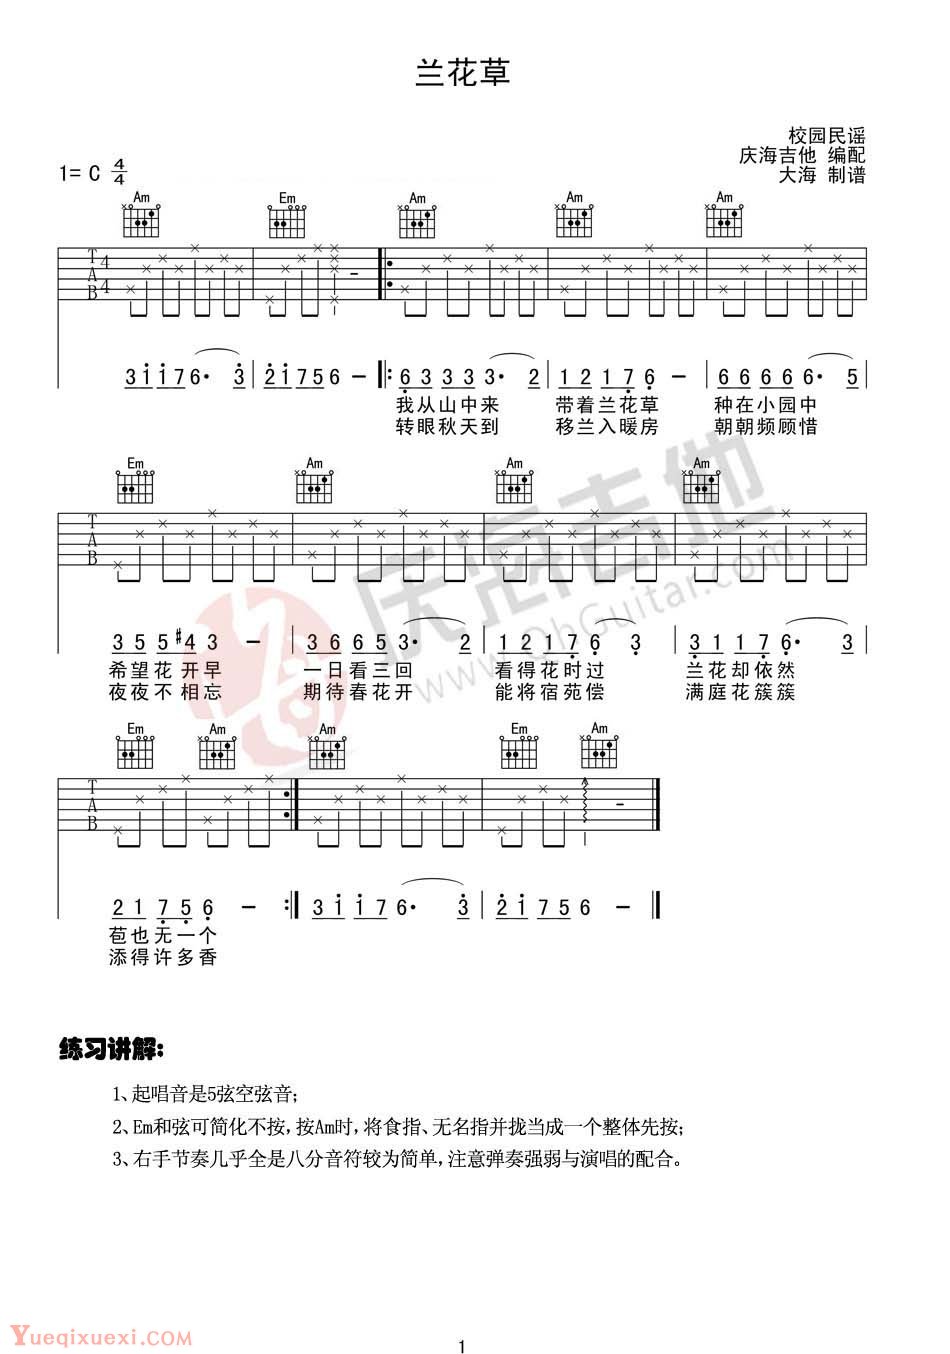 兰花草
校园民谣
庆海吉他 编配
1= C 4/4
大海 制谱
Am Em Am Am Am
T A B 4 4
3 1 1 7 6· 3 | 2 1 7 5 6 − |: 6 3 3 3 3· 2 | 1 2 1 7 6 − | 6 6 6 6 6· 5 |
我从山中来 带着兰花草 种在小园中
转眼秋天到 移兰入暖房 朝朝频顾惜
Em Am Am Am
T A B
3 5 5 #4 3 − | 3 6 6 5 3· 2 | 1 2 1 7 6 3 | 3 1 1 7 6· 3 |
希望花开早 一日看三回 看得花时过 兰花却依然
夜夜不相忘 期待春花开 能将宿苑偿 满庭花簇簇
庆海吉他
www.QhGuitar.com
Em Am Am Em Am
T A B
2 1 7 5 6 − :| 3 1 1 7 6· 3 | 2 1 7 5 6 − |
苞也无一个
添得许多香
练习讲解:
1、起唱音是5弦空弦音;
2、Em和弦可简化不按,按Am时,将食指、无名指并拢当成一个整体先按;
3、右手节奏几乎全是八分音符较为简单,注意弹奏强弱与演唱的配合。
乐器学习网
Yueqixuexi.com
1